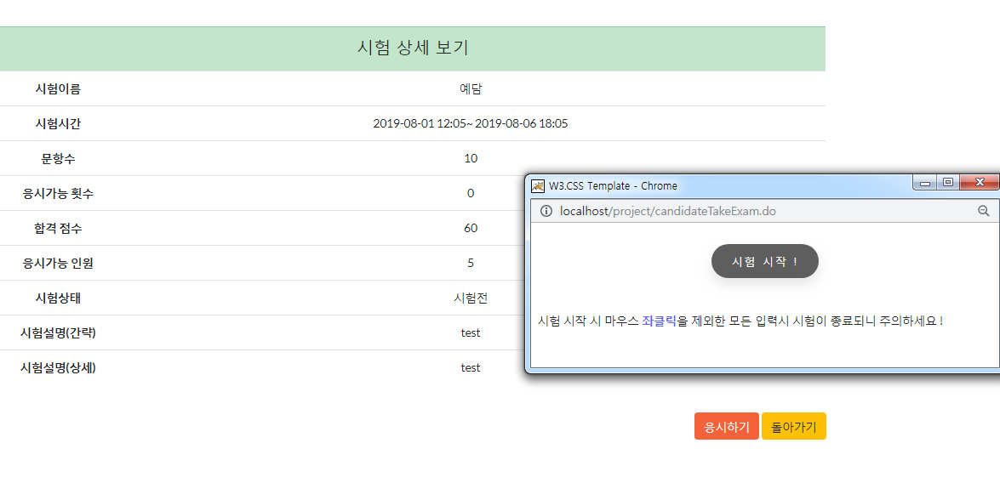 시험 상세 보기
시험이름 예담
시험시간 2019-08-01 12:05~ 2019-08-06 18:05
문항수 10
응시가능 횟수 0
합격 점수 60
응시가능 인원 5
시험상태 시험전
시험설명(간략) test
시험설명(상세) test
응시하기 돌아가기
W3.CSS Template - Chrome
localhost/project/candidateTakeExam.do
시험 시작 !
시험 시작 시 마우스 좌클릭을 제외한 모든 입력시 시험이 종료되니 주의하세요 !